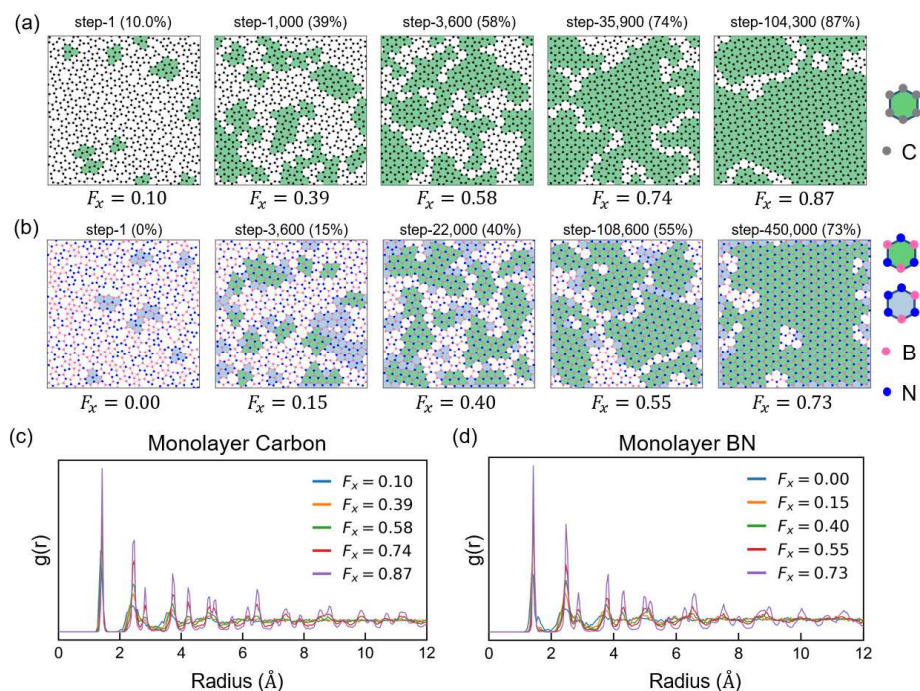 (a)
step-1 (10.0%) step-1,000 (39%) step-3,600 (58%) step-35,900 (74%) step-104,300 (87%)
C
F_x = 0.10 F_x = 0.39 F_x = 0.58 F_x = 0.74 F_x = 0.87
(b)
step-1 (0%) step-3,600 (15%) step-22,000 (40%) step-108,600 (55%) step-450,000 (73%)
B
N
F_x = 0.00 F_x = 0.15 F_x = 0.40 F_x = 0.55 F_x = 0.73
(c) Monolayer Carbon
F_x = 0.10
F_x = 0.39
F_x = 0.58
F_x = 0.74
F_x = 0.87
g(r)
0 2 4 6 8 10 12
Radius (Å)
(d) Monolayer BN
F_x = 0.00
F_x = 0.15
F_x = 0.40
F_x = 0.55
F_x = 0.73
g(r)
0 2 4 6 8 10 12
Radius (Å)